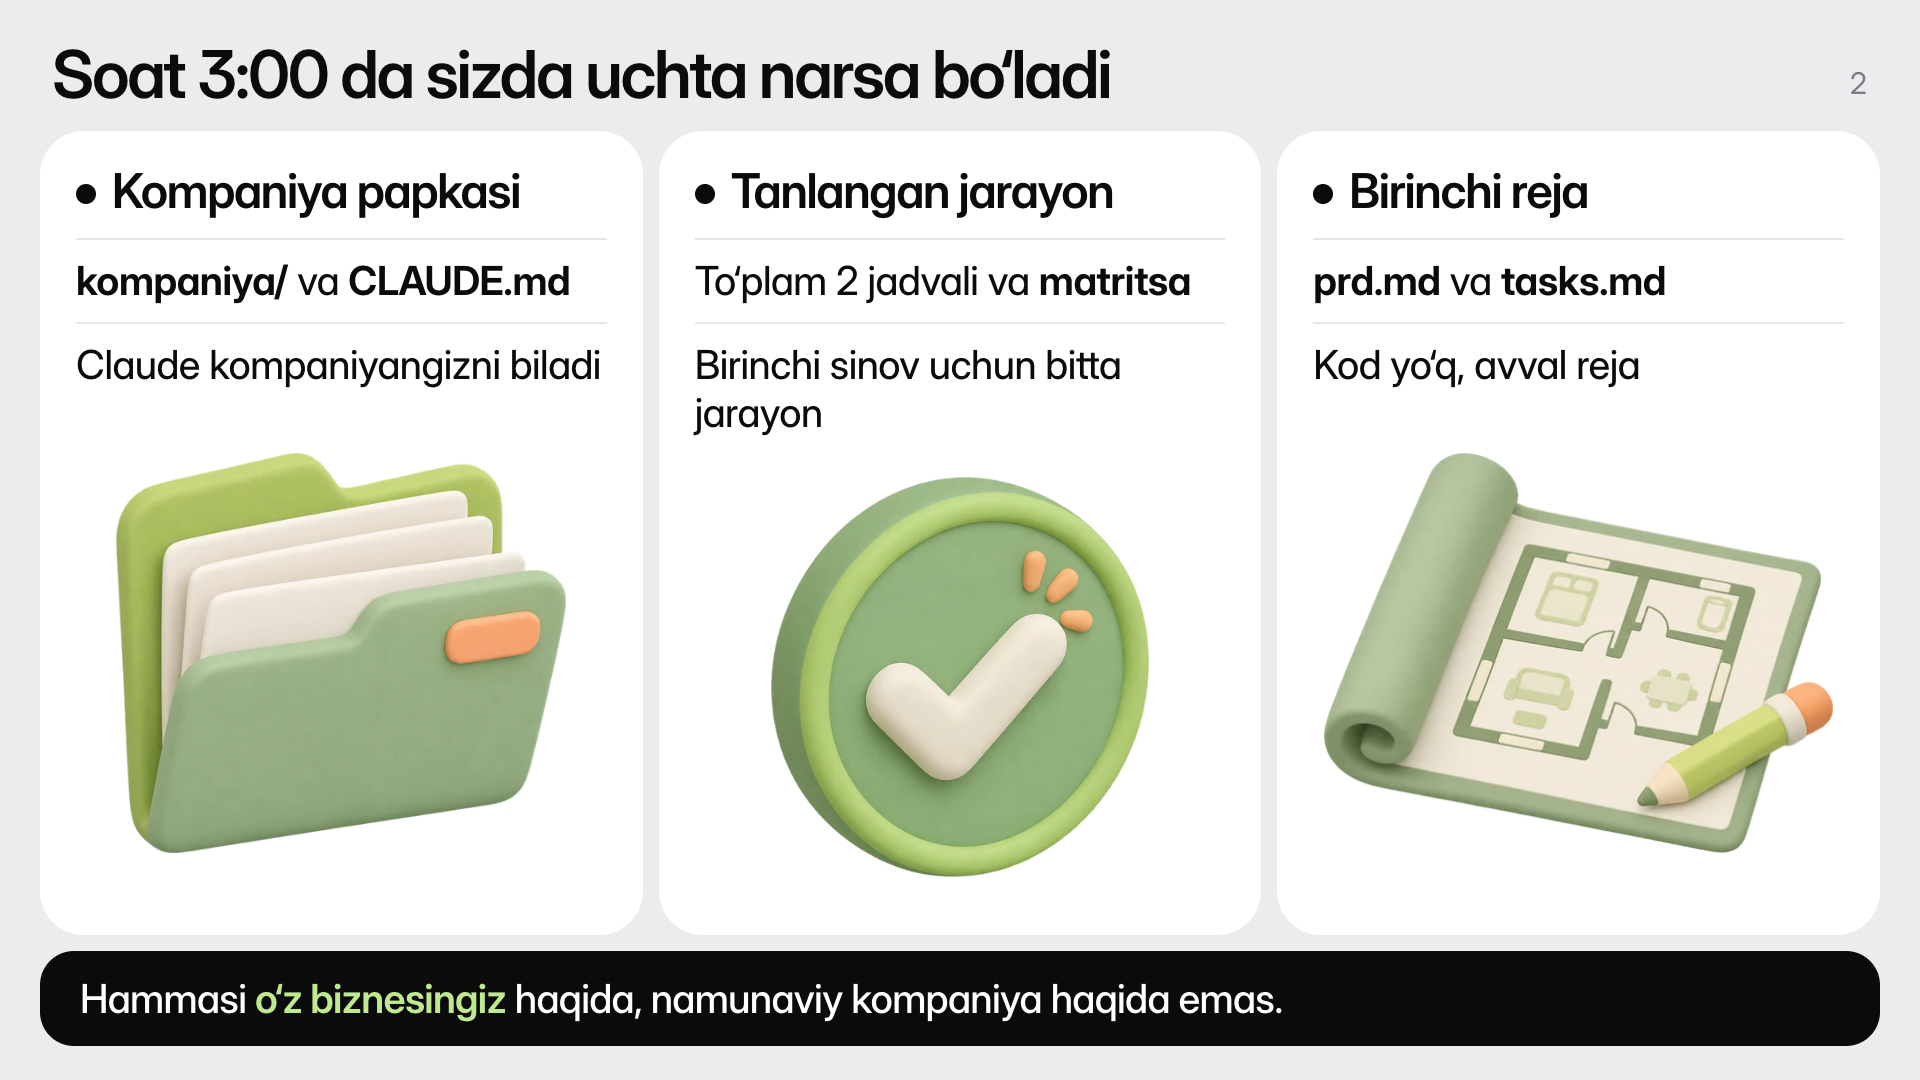 Soat 3:00 da sizda uchta narsa bo‘ladi
2
• Kompaniya papkasi
kompaniya/ va CLAUDE.md
Claude kompaniyangizni biladi
• Tanlangan jarayon
To‘plam 2 jadvali va matritsa
Birinchi sinov uchun bitta
jarayon
• Birinchi reja
prd.md va tasks.md
Kod yo‘q, avval reja
Hammasi o‘z biznesingiz haqida, namunaviy kompaniya haqida emas.